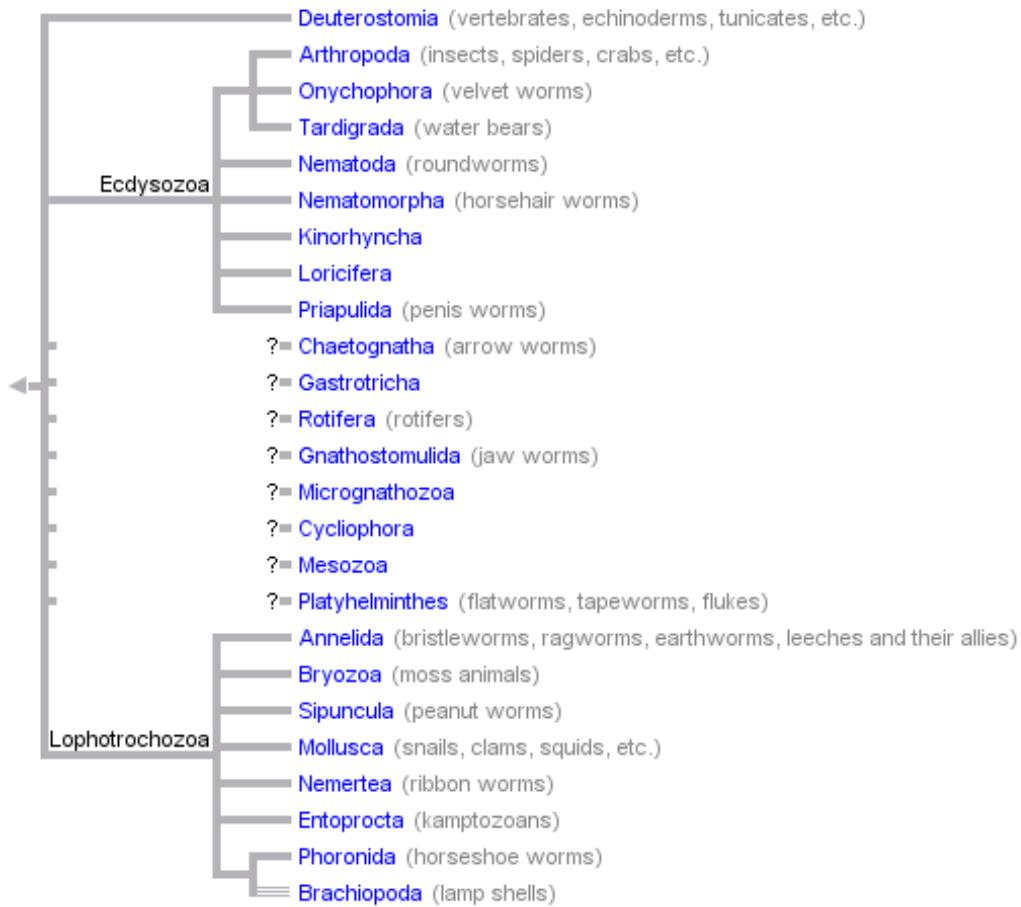 Deuterostomia (vertebrates, echinoderms, tunicates, etc.)
Arthropoda (insects, spiders, crabs, etc.)
Onychophora (velvet worms)
Tardigrada (water bears)
Nematoda (roundworms)
Ecdysozoa
Nematomorpha (horsehair worms)
Kinorhyncha
Loricifera
Priapulida (penis worms)
? Chaetognatha (arrow worms)
? Gastrotricha
? Rotifera (rotifers)
? Gnathostomulida (jaw worms)
? Micrognathozoa
? Cycliophora
? Mesozoa
? Platyhelminthes (flatworms, tapeworms, flukes)
Annelida (bristleworms, ragworms, earthworms, leeches and their allies)
Bryozoa (moss animals)
Sipuncula (peanut worms)
Lophotrochozoa
Mollusca (snails, clams, squids, etc.)
Nemertea (ribbon worms)
Entoprocta (kamptozoans)
Phoronida (horseshoe worms)
Brachiopoda (lamp shells)